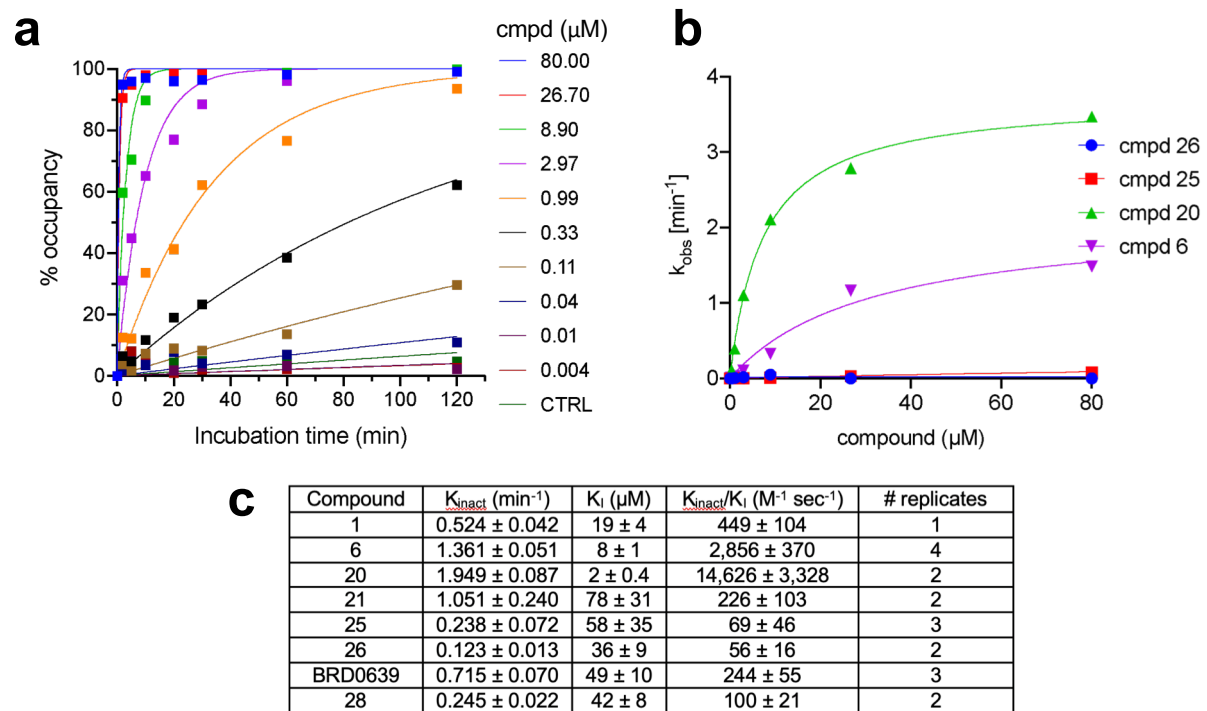 a
cmpd (µM)
80.00
26.70
8.90
2.97
0.99
0.33
0.11
0.04
0.01
0.004
CTRL
% occupancy
100
80
60
40
20
0
0 20 40 60 80 100 120
Incubation time (min)
b
kobs [min-1]
4
3
2
1
0
0 20 40 60 80
compound (µM)
cmpd 26
cmpd 25
cmpd 20
cmpd 6
c
Compound Kinact (min-1) KI (µM) Kinact/KI (M-1 sec-1) # replicates
1 0.524 ± 0.042 19 ± 4 449 ± 104 1
6 1.361 ± 0.051 8 ± 1 2,856 ± 370 4
20 1.949 ± 0.087 2 ± 0.4 14,626 ± 3,328 2
21 1.051 ± 0.240 78 ± 31 226 ± 103 2
25 0.238 ± 0.072 58 ± 35 69 ± 46 3
26 0.123 ± 0.013 36 ± 9 56 ± 16 2
BRD0639 0.715 ± 0.070 49 ± 10 244 ± 55 3
28 0.245 ± 0.022 42 ± 8 100 ± 21 2